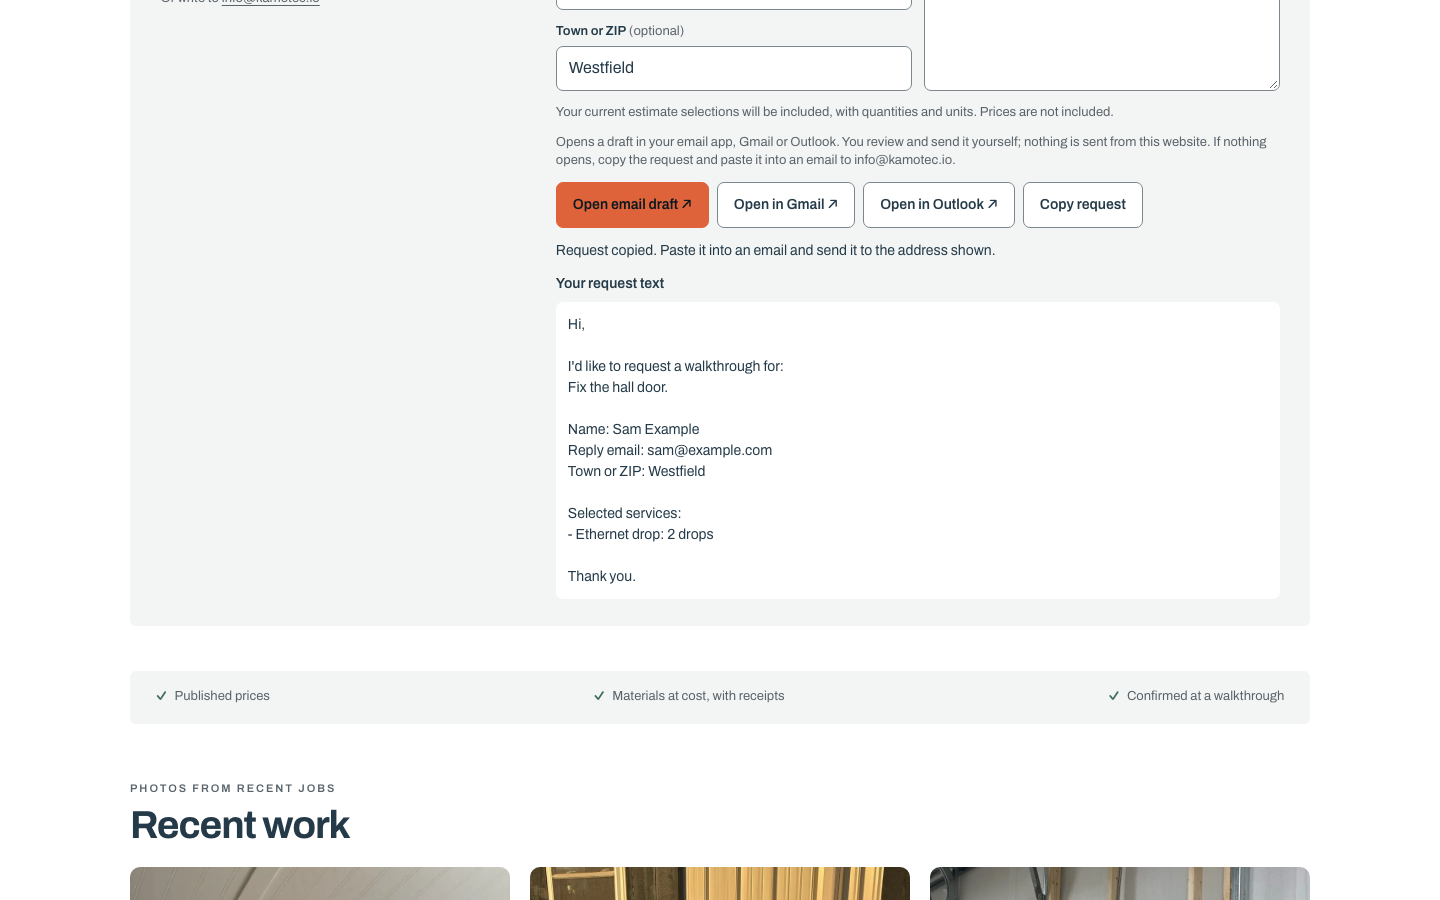 Or write to info@kamotec.io
Town or ZIP (optional)
Westfield
Your current estimate selections will be included, with quantities and units. Prices are not included.
Opens a draft in your email app, Gmail or Outlook. You review and send it yourself; nothing is sent from this website. If nothing
opens, copy the request and paste it into an email to info@kamotec.io.
Open email draft ↗
Open in Gmail ↗
Open in Outlook ↗
Copy request
Request copied. Paste it into an email and send it to the address shown.
Your request text
Hi,
I'd like to request a walkthrough for:
Fix the hall door.
Name: Sam Example
Reply email: sam@example.com
Town or ZIP: Westfield
Selected services:
- Ethernet drop: 2 drops
Thank you.
Published prices
Materials at cost, with receipts
Confirmed at a walkthrough
PHOTOS FROM RECENT JOBS
Recent work